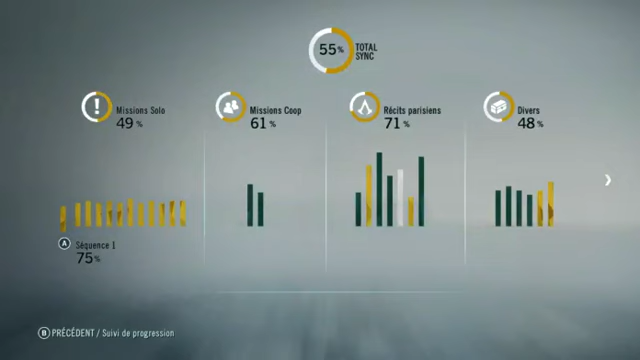 55%
TOTAL
SYNC
Missions Solo
49 %
Missions Coop
61 %
Récits parisiens
71 %
Divers
48 %
A Séquence 1
75 %
B PRÉCÉDENT / Suivi de progression